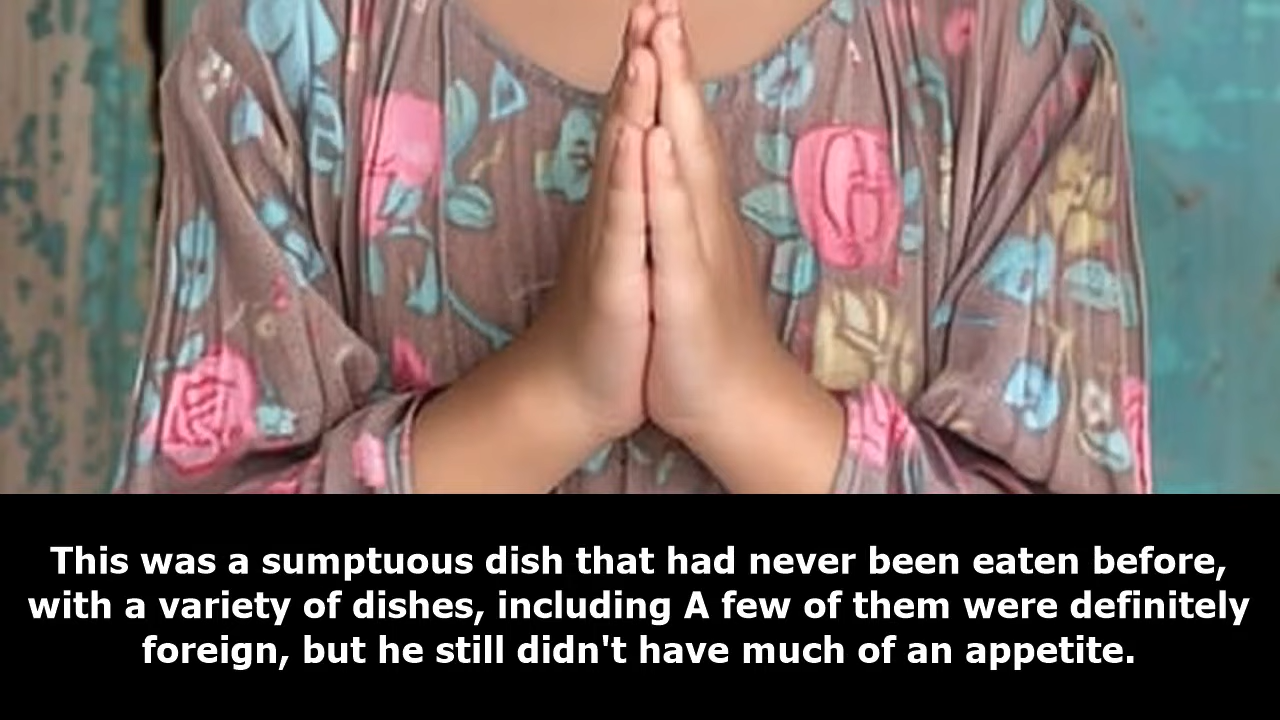 This was a sumptuous dish that had never been eaten before,
with a variety of dishes, including A few of them were definitely
foreign, but he still didn't have much of an appetite.